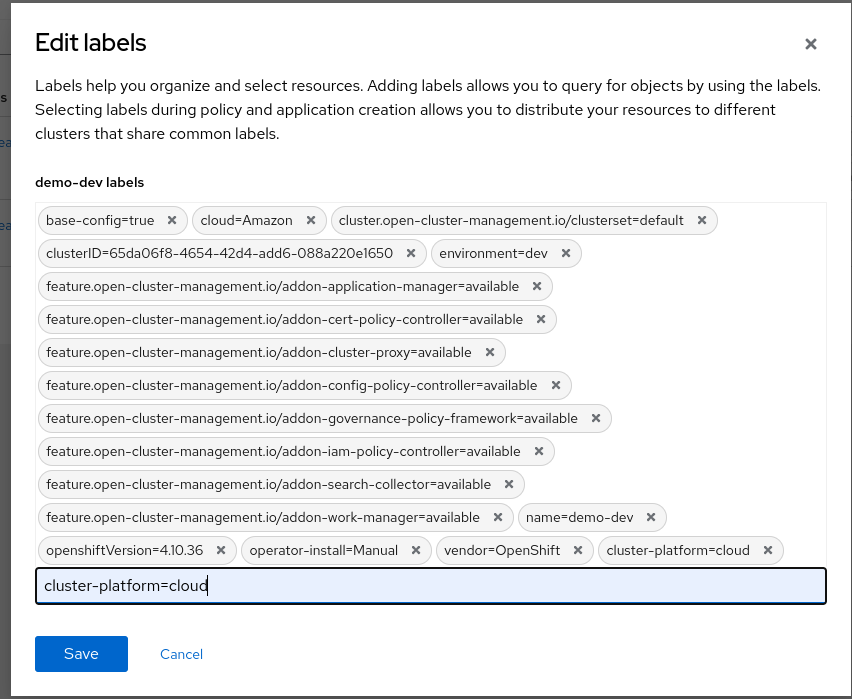 Edit labels
Labels help you organize and select resources. Adding labels allows you to query for objects by using the labels.
Selecting labels during policy and application creation allows you to distribute your resources to different
clusters that share common labels.
demo-dev labels
base-config=true cloud=Amazon cluster.open-cluster-management.io/clusterset=default
clusterID=65da06f8-4654-42d4-add6-088a220e1650 environment=dev
feature.open-cluster-management.io/addon-application-manager=available
feature.open-cluster-management.io/addon-cert-policy-controller=available
feature.open-cluster-management.io/addon-cluster-proxy=available
feature.open-cluster-management.io/addon-config-policy-controller=available
feature.open-cluster-management.io/addon-governance-policy-framework=available
feature.open-cluster-management.io/addon-iam-policy-controller=available
feature.open-cluster-management.io/addon-search-collector=available
feature.open-cluster-management.io/addon-work-manager=available name=demo-dev
openshiftVersion=4.10.36 operator-install=Manual vendor=OpenShift cluster-platform=cloud
cluster-platform=cloud
Save Cancel